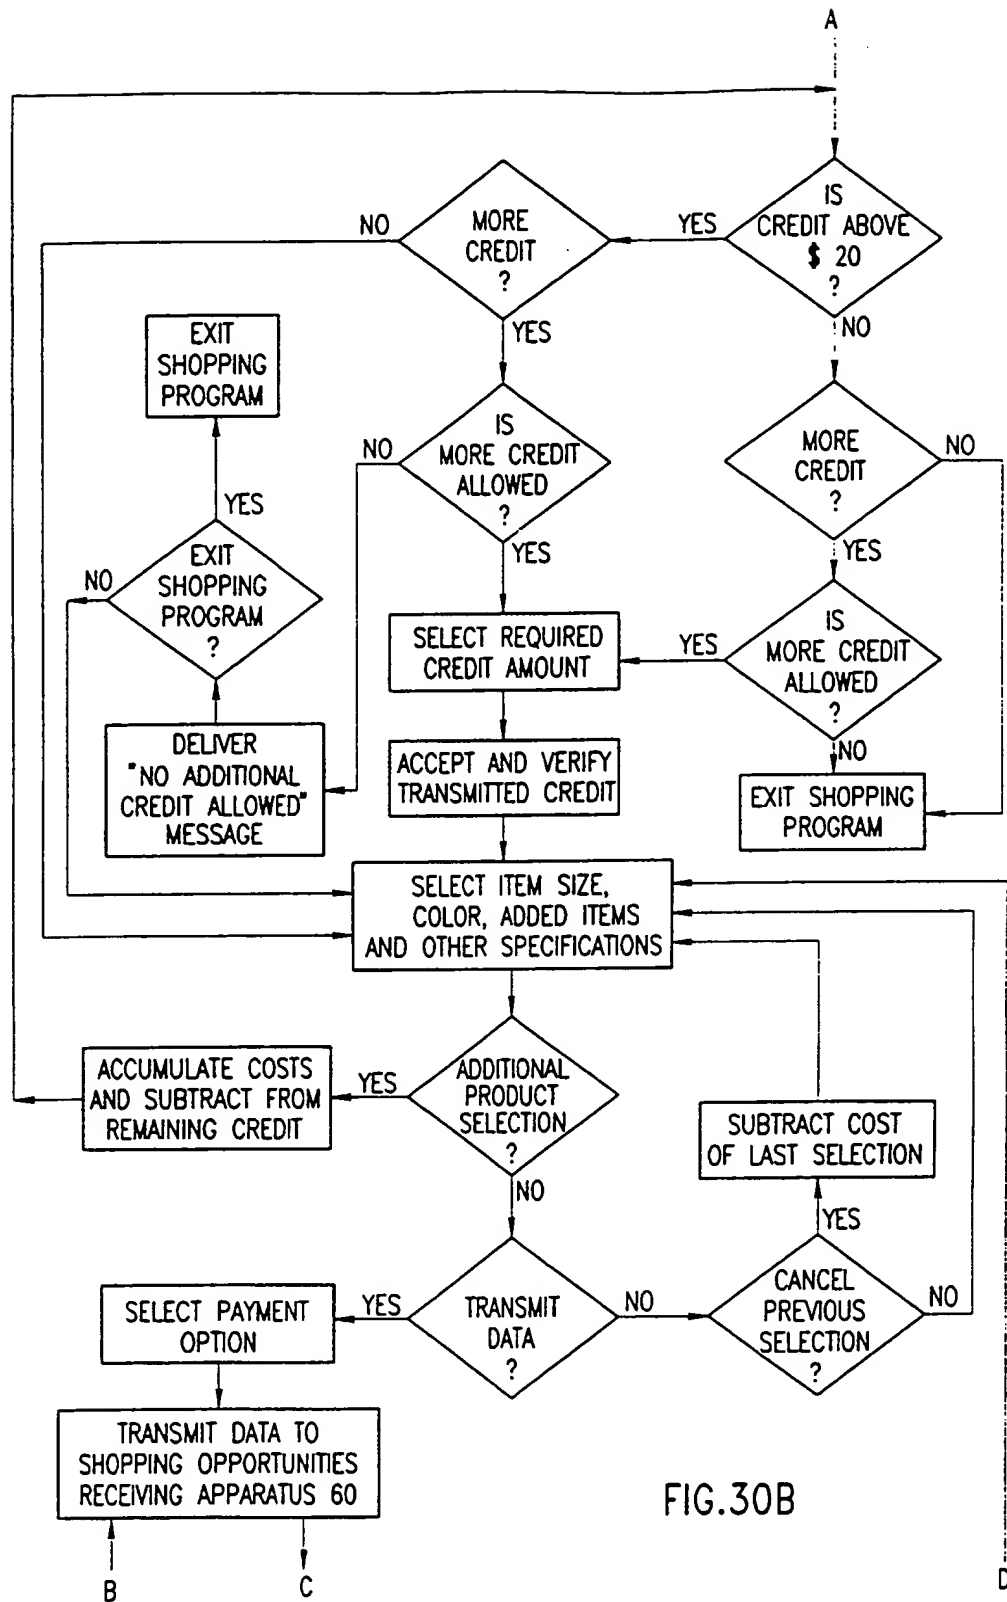 A
IS
CREDIT ABOVE
$ 20
?
YES
NO
MORE
CREDIT
?
NO
YES
EXIT
SHOPPING
PROGRAM
IS
MORE CREDIT
ALLOWED
?
NO
YES
MORE
CREDIT
?
NO
YES
YES
EXIT
SHOPPING
PROGRAM
?
NO
SELECT REQUIRED
CREDIT AMOUNT
YES
IS
MORE CREDIT
ALLOWED
?
NO
DELIVER
"NO ADDITIONAL
CREDIT ALLOWED"
MESSAGE
ACCEPT AND VERIFY
TRANSMITTED CREDIT
EXIT SHOPPING
PROGRAM
SELECT ITEM SIZE,
COLOR, ADDED ITEMS
AND OTHER SPECIFICATIONS
ACCUMULATE COSTS
AND SUBTRACT FROM
REMAINING CREDIT
YES
ADDITIONAL
PRODUCT
SELECTION
?
NO
SUBTRACT COST
OF LAST SELECTION
YES
SELECT PAYMENT
OPTION
YES
TRANSMIT
DATA
?
NO
CANCEL
PREVIOUS
SELECTION
?
NO
TRANSMIT DATA TO
SHOPPING OPPORTUNITIES
RECEIVING APPARATUS 60
FIG.30B
B
C
D